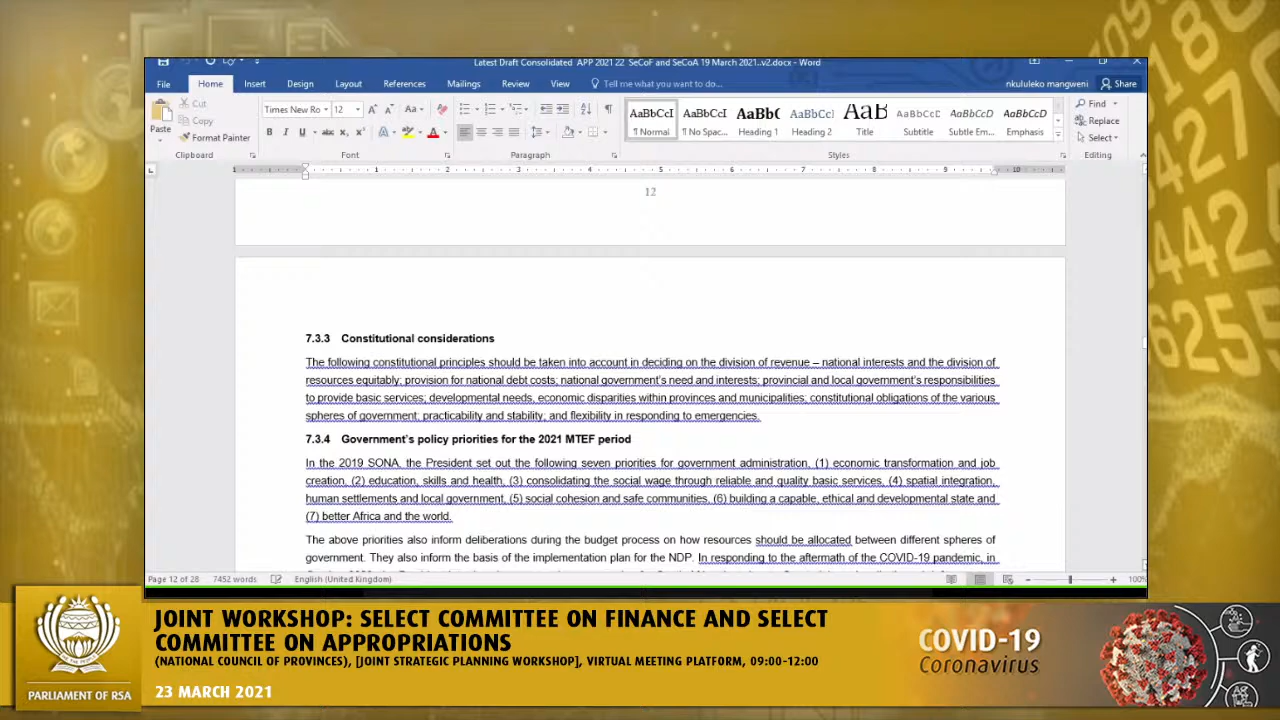 Latest Draft Consolidated APP 2021 22 SeCoF and SeCoA 19 March 2021..v2.docx - Word
File Home Insert Design Layout References Mailings Review View Tell me what you want to do... nkululeko mangweni Share
Paste
Cut
Copy
Format Painter
Clipboard
Times New Ro 12
Font
Paragraph
AaBbCcI AaBbCcI AaBbC AaBbCcI AaB AaBbCcD AaBbCcD AaBbCcD
¶ Normal ¶ No Spac... Heading 1 Heading 2 Title Subtitle Subtle Em... Emphasis
Styles
Find
Replace
Select
Editing
1 1 2 3 4 5 6 7 8 9 10
12
7.3.3 Constitutional considerations
The following constitutional principles should be taken into account in deciding on the division of revenue – national interests and the division of
resources equitably; provision for national debt costs; national government's need and interests; provincial and local government's responsibilities
to provide basic services; developmental needs, economic disparities within provinces and municipalities; constitutional obligations of the various
spheres of government; practicability and stability; and flexibility in responding to emergencies.
7.3.4 Government's policy priorities for the 2021 MTEF period
In the 2019 SONA, the President set out the following seven priorities for government administration, (1) economic transformation and job
creation, (2) education, skills and health, (3) consolidating the social wage through reliable and quality basic services, (4) spatial integration,
human settlements and local government, (5) social cohesion and safe communities, (6) building a capable, ethical and developmental state and
(7) better Africa and the world.
The above priorities also inform deliberations during the budget process on how resources should be allocated between different spheres of
government. They also inform the basis of the implementation plan for the NDP. In responding to the aftermath of the COVID-19 pandemic, in
Page 12 of 28 7452 words English (United Kingdom) 100%
PARLIAMENT OF RSA
JOINT WORKSHOP: SELECT COMMITTEE ON FINANCE AND SELECT
COMMITTEE ON APPROPRIATIONS
(NATIONAL COUNCIL OF PROVINCES), [JOINT STRATEGIC PLANNING WORKSHOP], VIRTUAL MEETING PLATFORM, 09:00-12:00
23 MARCH 2021
COVID-19
Coronavirus